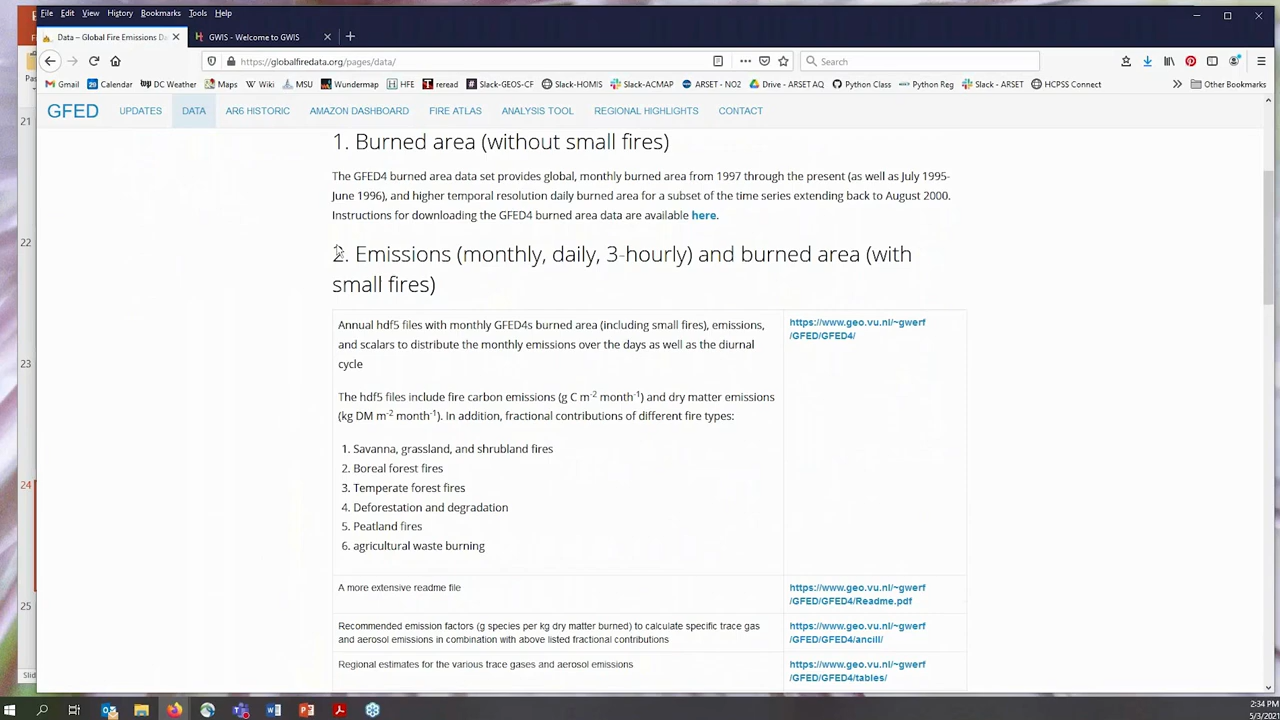 File Edit View History Bookmarks Tools Help
Data – Global Fire Emissions Da
GWIS - Welcome to GWIS
https://globalfiredata.org/pages/data/
Search
Gmail Calendar DC Weather Maps Wiki MSU Wundermap HFE reread Slack-GEOS-CF Slack-HOMIS Slack-ACMAP ARSET - NO2 Drive - ARSET AQ Python Class Python Reg Slack - ARSET HCPSS Connect Other Bookmarks
GFED UPDATES DATA AR6 HISTORIC AMAZON DASHBOARD FIRE ATLAS ANALYSIS TOOL REGIONAL HIGHLIGHTS CONTACT
21
22
23
24
25
1. Burned area (without small fires)
The GFED4 burned area data set provides global, monthly burned area from 1997 through the present (as well as July 1995-
June 1996), and higher temporal resolution daily burned area for a subset of the time series extending back to August 2000.
Instructions for downloading the GFED4 burned area data are available here.
2. Emissions (monthly, daily, 3-hourly) and burned area (with
small fires)
Annual hdf5 files with monthly GFED4s burned area (including small fires), emissions,
and scalars to distribute the monthly emissions over the days as well as the diurnal
cycle
https://www.geo.vu.nl/~gwerf
/GFED/GFED4/
The hdf5 files include fire carbon emissions (g C m-2 month-1) and dry matter emissions
(kg DM m-2 month-1). In addition, fractional contributions of different fire types:
1. Savanna, grassland, and shrubland fires
2. Boreal forest fires
3. Temperate forest fires
4. Deforestation and degradation
5. Peatland fires
6. agricultural waste burning
A more extensive readme file
https://www.geo.vu.nl/~gwerf
/GFED/GFED4/Readme.pdf
Recommended emission factors (g species per kg dry matter burned) to calculate specific trace gas
and aerosol emissions in combination with above listed fractional contributions
https://www.geo.vu.nl/~gwerf
/GFED/GFED4/ancill/
Regional estimates for the various trace gases and aerosol emissions
https://www.geo.vu.nl/~gwerf
/GFED/GFED4/tables/
Slid
2:34 PM
5/3/2021